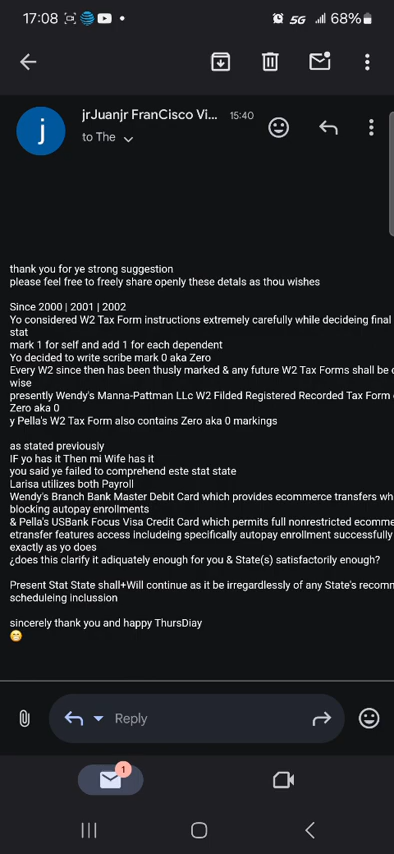 17:08
5G
68%
j
jrJuanjr FranCisco Vi...
15:40
to The
thank you for ye strong suggestion
please feel free to freely share openly these detals as thou wishes
Since 2000 | 2001 | 2002
Yo considered W2 Tax Form instructions extremely carefully while decideing final
stat
mark 1 for self and add 1 for each dependent
Yo decided to write scribe mark 0 aka Zero
Every W2 since then has been thusly marked & any future W2 Tax Forms shall be
wise
presently Wendy's Manna-Pattman LLc W2 Filded Registered Recorded Tax Form
Zero aka 0
y Pella's W2 Tax Form also contains Zero aka 0 markings
as stated previously
IF yo has it Then mi Wife has it
you said ye failed to comprehend este stat state
Larisa utilizes both Payroll
Wendy's Branch Bank Master Debit Card which provides ecommerce transfers
blocking autopay enrollments
& Pella's USBank Focus Visa Credit Card which permits full nonrestricted
etransfer features access includeing specifically autopay enrollment successfully
exactly as yo does
¿does this clarify it adiquately enough for you & State(s) satisfactorily enough?
Present Stat State shall+Will continue as it be irregardlessly of any State's
scheduleing inclussion
sincerely thank you and happy ThursDiay
😁
Reply
1